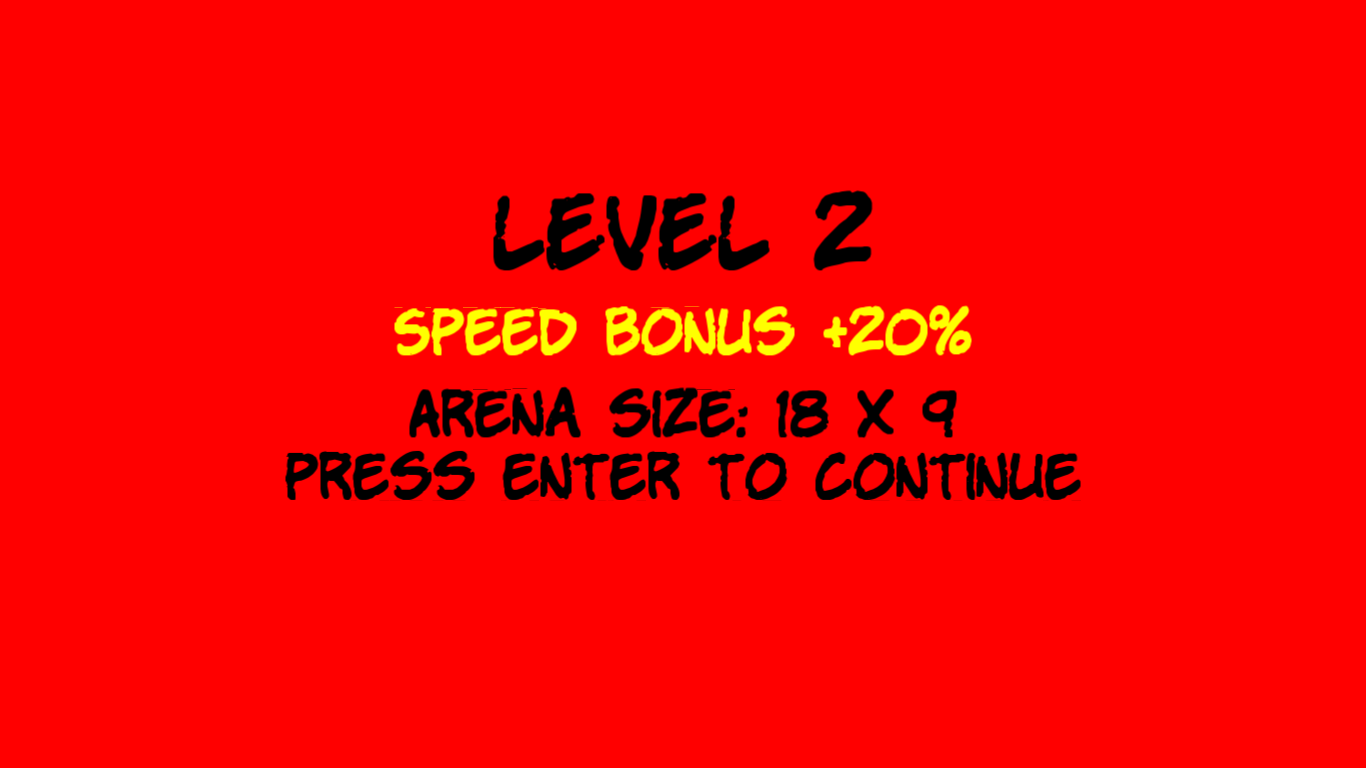 LEVEL 2
SPEED BONUS +20%
ARENA SIZE: 18 X 9
PRESS ENTER TO CONTINUE